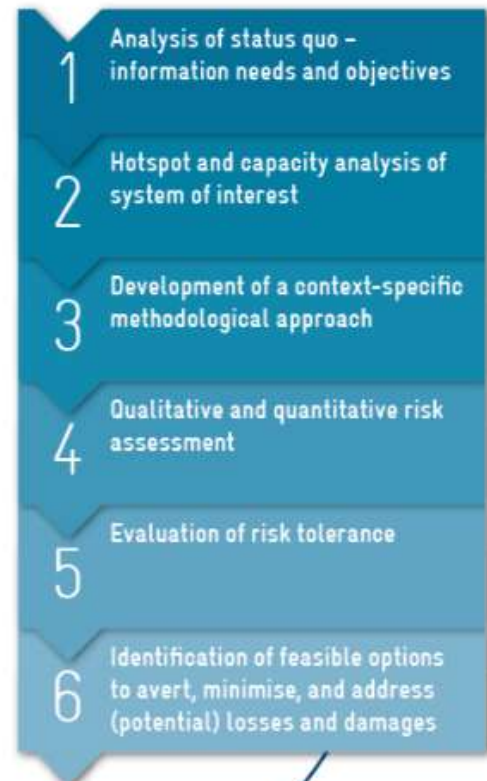 1
Analysis of status quo –
information needs and objectives
2
Hotspot and capacity analysis of
system of interest
3
Development of a context-specific
methodological approach
4
Qualitative and quantitative risk
assessment
5
Evaluation of risk tolerance
6
Identification of feasible options
to avert, minimise, and address
(potential) losses and damages